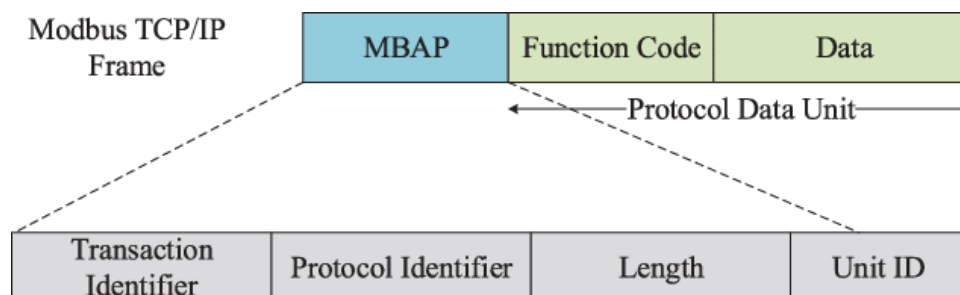 Modbus TCP/IP
Frame
MBAP
Function Code
Data
Protocol Data Unit
Transaction
Identifier
Protocol Identifier
Length
Unit ID